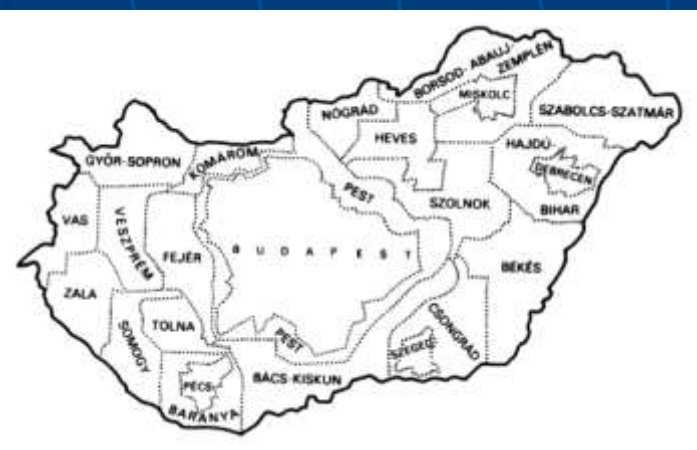 BORSOD-ABAUJ-
ZEMPLÉN
MISKOLC
NÓGRÁD
SZABOLCS-SZATMÁR
HEVES
HAJDÚ-
GYŐR-SOPRON
KOMÁROM
DEBRECEN
PEST
SZOLNOK
BIHAR
VAS
VESZPRÉM
FEJÉR
BUDAPEST
BÉKÉS
ZALA
CSONGRÁD
TOLNA
SOMOGY
PEST
SZEGED
BÁCS-KISKUN
PÉCS
BARANYA